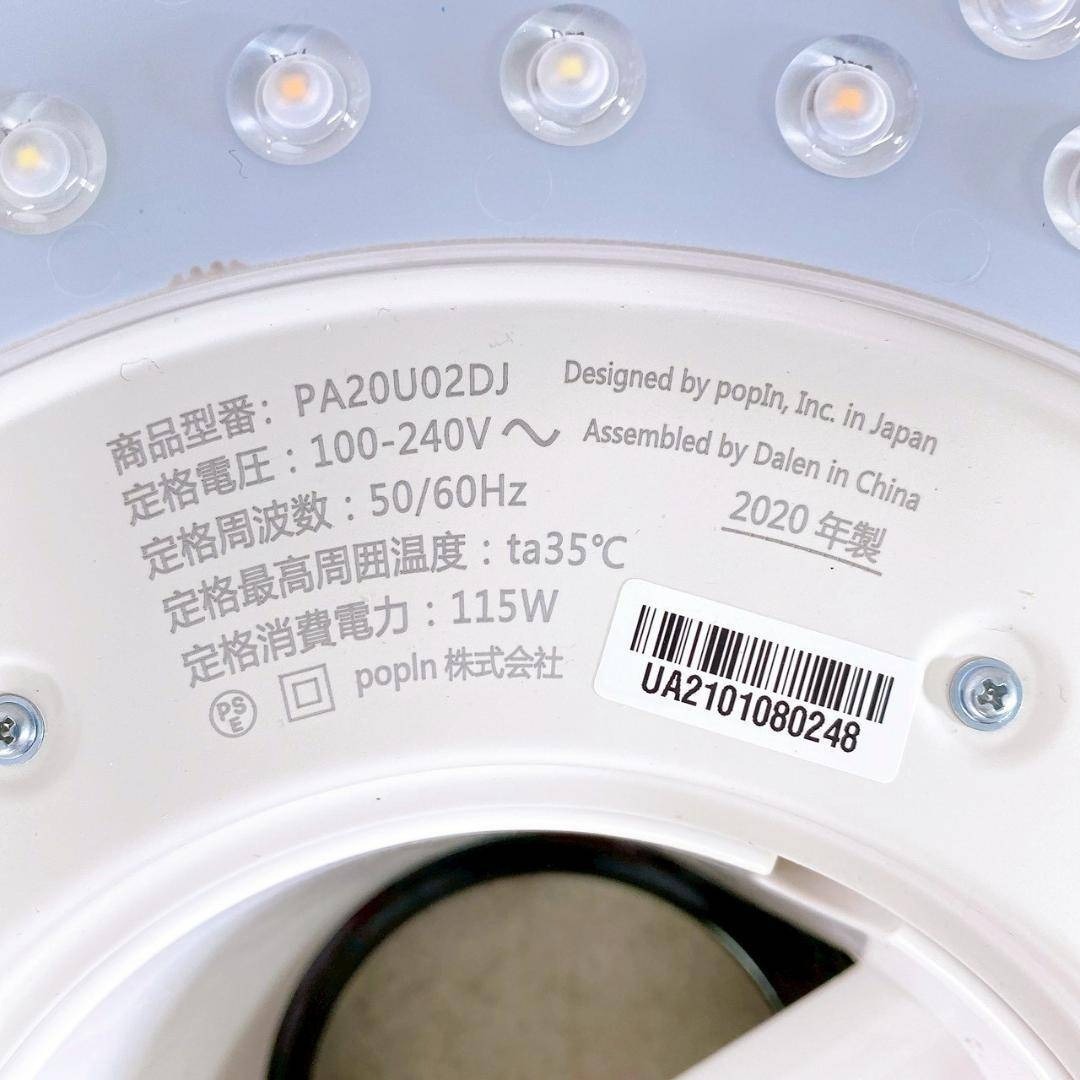 商品型番：PA20U02DJ
定格電圧：100-240V～
定格周波数：50/60Hz
定格最高周囲温度：ta35℃
定格消費電力：115W
PSE
popIn 株式会社
Designed by popIn, Inc. in Japan
Assembled by Dalen in China
2020 年製
UA2101080248